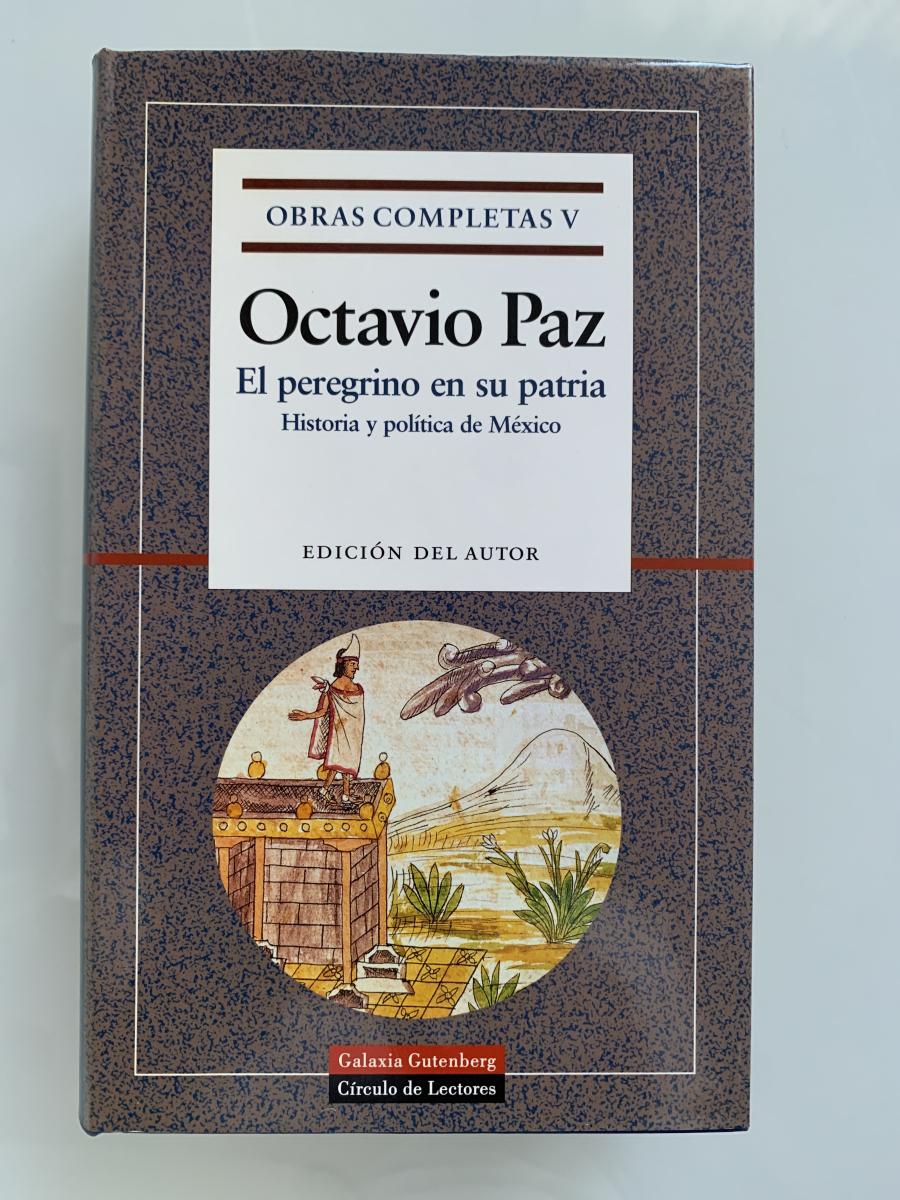 OBRAS COMPLETAS V
Octavio Paz
El peregrino en su patria
Historia y política de México
EDICIÓN DEL AUTOR
Galaxia Gutenberg
Círculo de Lectores